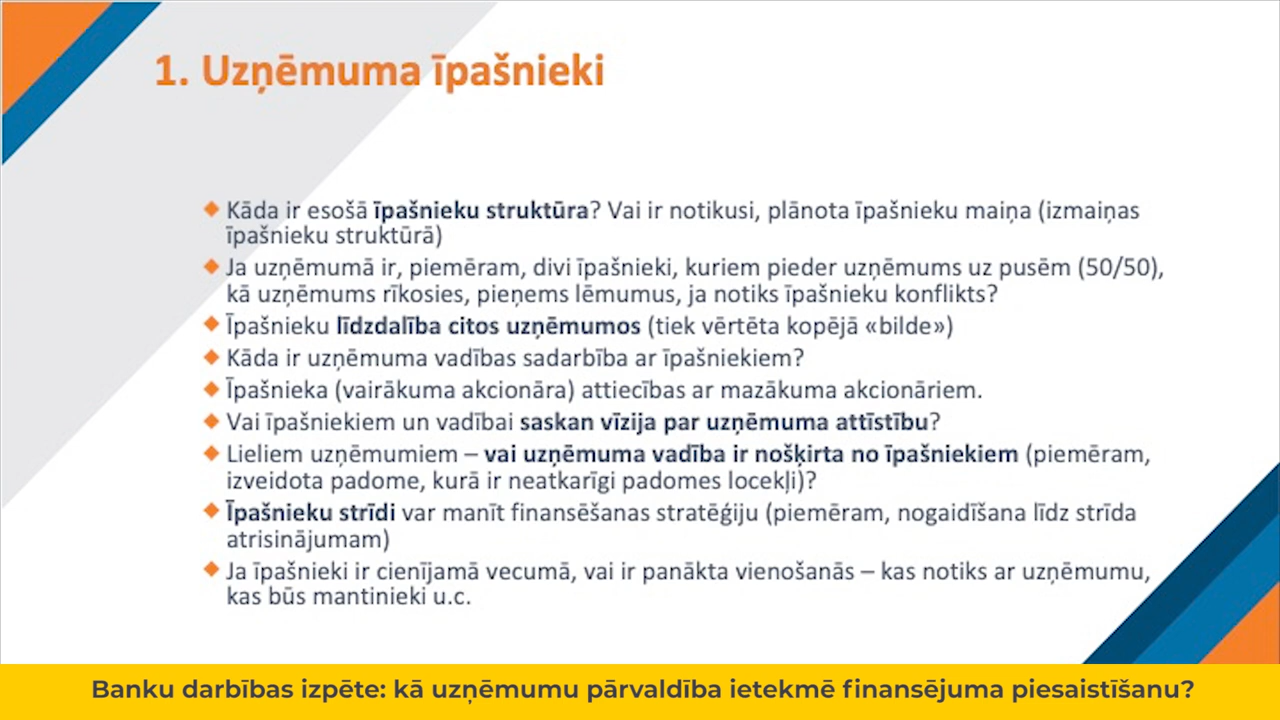 1. Uzņēmuma īpašnieki
Kāda ir esošā īpašnieku struktūra? Vai ir notikusi, plānota īpašnieku maiņa (izmaiņas
īpašnieku struktūrā)
Ja uzņēmumā ir, piemēram, divi īpašnieki, kuriem pieder uzņēmums uz pusēm (50/50),
kā uzņēmums rīkosies, pieņems lēmumus, ja notiks īpašnieku konflikts?
Īpašnieku līdzdalība citos uzņēmumos (tiek vērtēta kopējā «bilde»)
Kāda ir uzņēmuma vadības sadarbība ar īpašniekiem?
Īpašnieka (vairākuma akcionāra) attiecības ar mazākuma akcionāriem.
Vai īpašniekiem un vadībai saskan vīzija par uzņēmuma attīstību?
Lieliem uzņēmumiem – vai uzņēmuma vadība ir nošķirta no īpašniekiem (piemēram,
izveidota padome, kurā ir neatkarīgi padomes locekļi)?
Īpašnieku strīdi var manīt finansēšanas stratēģiju (piemēram, nogaidīšana līdz strīda
atrisinājumam)
Ja īpašnieki ir cienījamā vecumā, vai ir panākta vienošanās – kas notiks ar uzņēmumu,
kas būs mantinieki u.c.
Banku darbības izpēte: kā uzņēmumu pārvaldība ietekmē finansējuma piesaistīšanu?